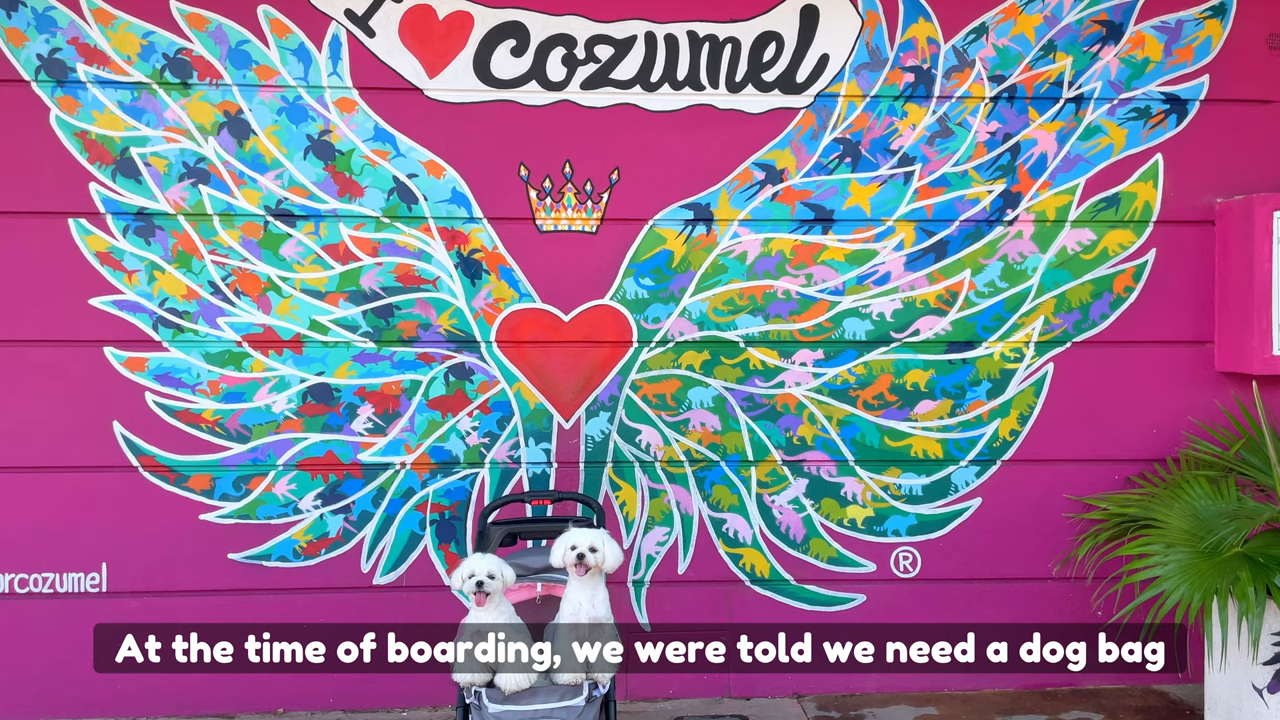 I ❤ cozumel
®
orcozumel
At the time of boarding, we were told we need a dog bag